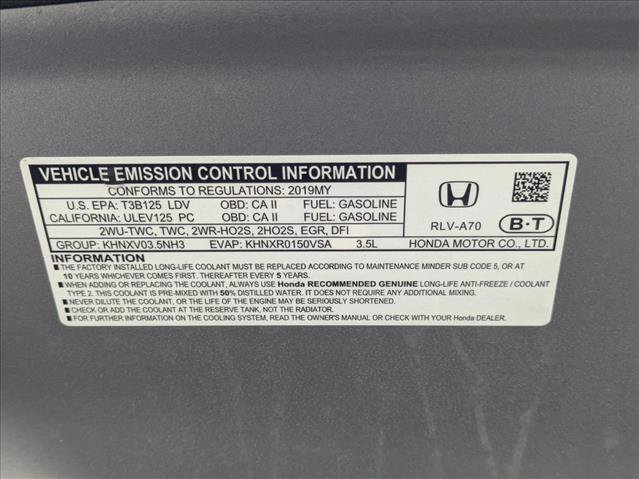 VEHICLE EMISSION CONTROL INFORMATION
CONFORMS TO REGULATIONS: 2019MY
U.S. EPA: T3B125 LDV OBD: CA II FUEL: GASOLINE
CALIFORNIA: ULEV125 PC OBD: CA II FUEL: GASOLINE
2WU-TWC, TWC, 2WR-HO2S, 2HO2S, EGR, DFI
GROUP: KHNXV03.5NH3 EVAP: KHNXR0150VSA 3.5L
RLV-A70 B·T
HONDA MOTOR CO., LTD.
INFORMATION
■ THE FACTORY INSTALLED LONG-LIFE COOLANT MUST BE REPLACED ACCORDING TO MAINTENANCE MINDER SUB CODE 5, OR AT
10 YEARS WHICHEVER COMES FIRST. THEREAFTER EVERY 5 YEARS.
■ WHEN ADDING OR REPLACING THE COOLANT, ALWAYS USE Honda RECOMMENDED GENUINE LONG-LIFE ANTI-FREEZE / COOLANT
TYPE 2. THIS COOLANT IS PREMIXED WITH 50% DISTILLED WATER. IT DOES NOT REQUIRE ANY ADDITIONAL MIXING.
■ NEVER DILUTE THE COOLANT, OR LIFE OF THE ENGINE MAY BE SERIOUSLY SHORTENED.
■ CHECK OR ADD THE COOLANT AT THE RESERVE TANK, NOT THE RADIATOR.
■ FOR FURTHER INFORMATION ON THE COOLING SYSTEM, READ THE OWNER'S MANUAL OR CHECK WITH YOUR Honda DEALER.